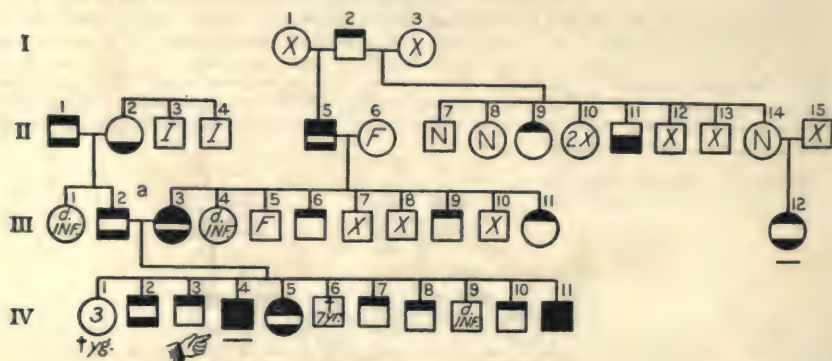 1 2 3
I X X
1 2 3 4 5 6 7 8 9 10 11 12 13 14 15
II I I F N N 2X X X N X
a
1 2 3 4 5 6 7 8 9 10 11 12
III d. INF. d. INF. F X X X
1 2 3 4 5 6 7 8 9 10 11
IV 3 † 7yr. d. INF.
† yg.